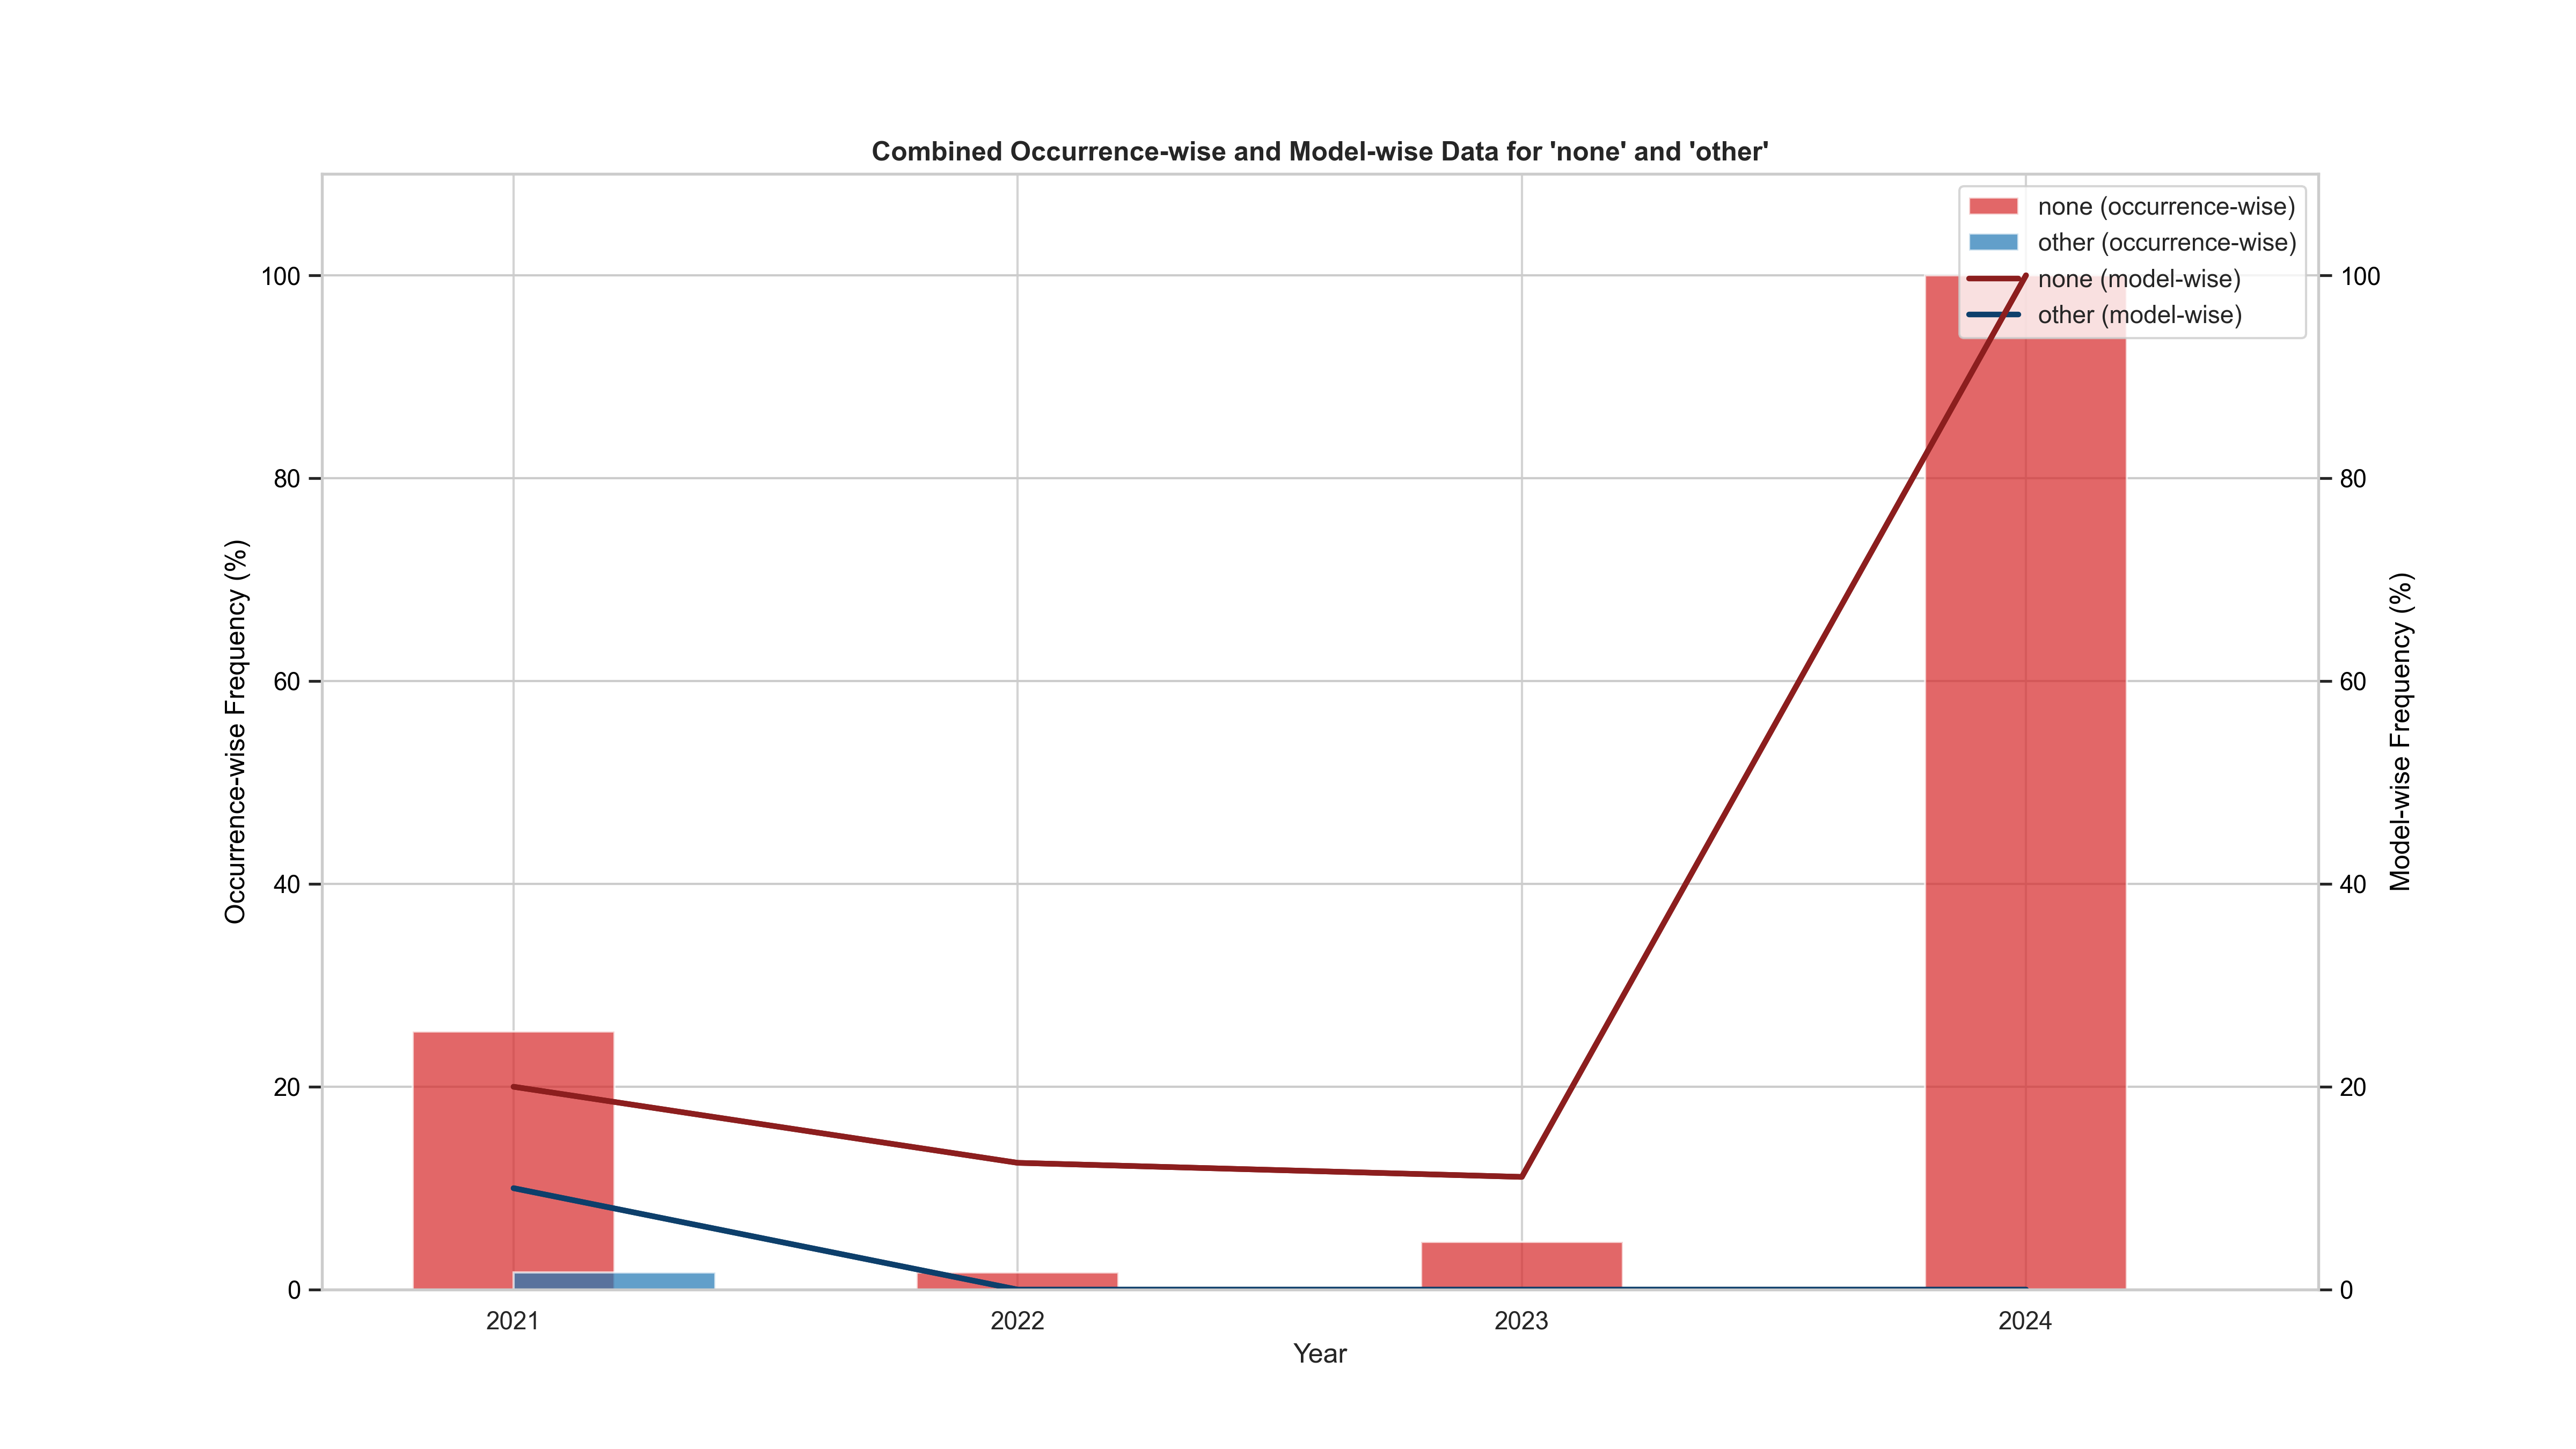 Combined Occurrence-wise and Model-wise Data for 'none' and 'other'
none (occurrence-wise)
other (occurrence-wise)
none (model-wise)
other (model-wise)
Occurrence-wise Frequency (%)
100
80
60
40
20
0
Model-wise Frequency (%)
100
80
60
40
20
0
2021
2022
2023
2024
Year